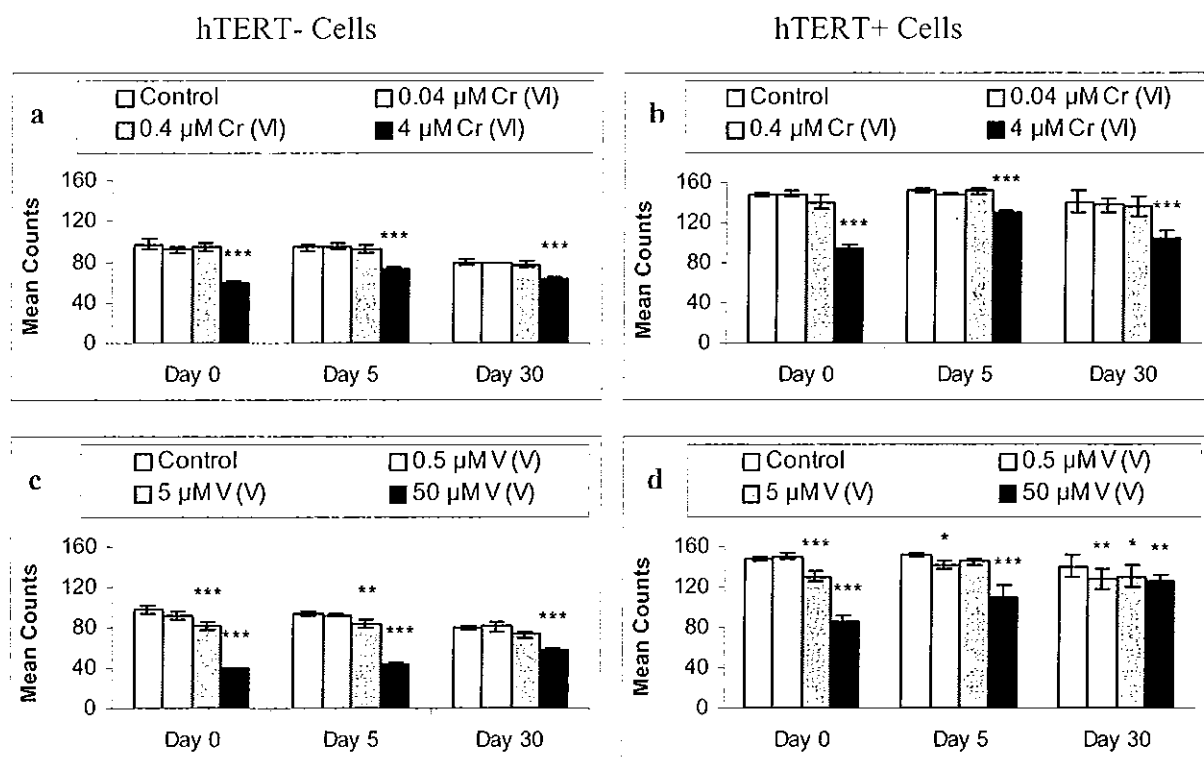 hTERT- Cells
hTERT+ Cells
a
Control
0.04 µM Cr (VI)
0.4 µM Cr (VI)
4 µM Cr (VI)
Mean Counts
160
120
80
40
0
***
***
***
Day 0
Day 5
Day 30
b
Control
0.04 µM Cr (VI)
0.4 µM Cr (VI)
4 µM Cr (VI)
Mean Counts
160
120
80
40
0
***
***
***
Day 0
Day 5
Day 30
c
Control
0.5 µM V (V)
5 µM V (V)
50 µM V (V)
Mean Counts
160
120
80
40
0
***
***
**
***
***
Day 0
Day 5
Day 30
d
Control
0.5 µM V (V)
5 µM V (V)
50 µM V (V)
Mean Counts
160
120
80
40
0
***
***
*
***
**
*
**
Day 0
Day 5
Day 30